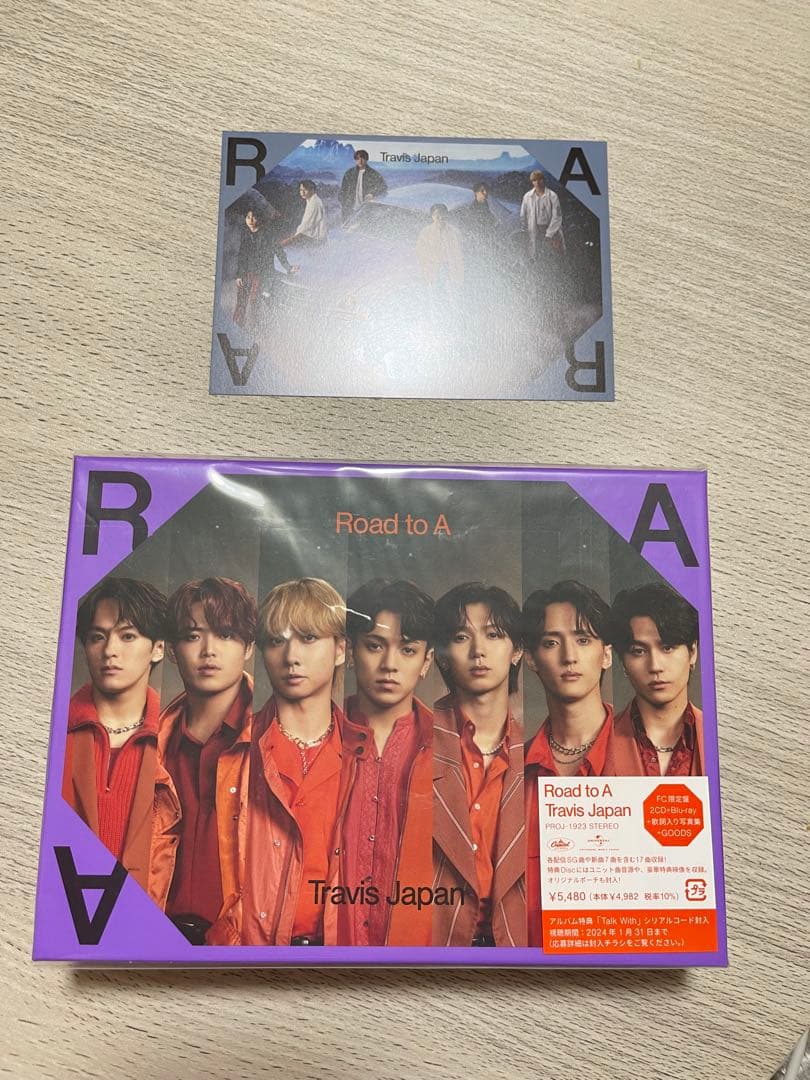 R A
Travis Japan
A R
R A
Road to A
A
Travis Japan
Road to A
Travis Japan
PROJ-1923 STEREO
FC限定盤
2CD+Blu-ray
+歌詞入り写真集
+GOODS
Capitol
UNIVERSAL
各配信SG曲や新曲7曲を含む17曲収録!
特典Discにはユニット曲音源や、豪華特典映像を収録。
オリジナルポーチも封入!
¥5,480 (本体¥4,982 税率10%)
プラ
アルバム特典「Talk With」シリアルコード封入
視聴期間:2024年1月31日まで
(応募詳細は封入チラシをご覧ください。)